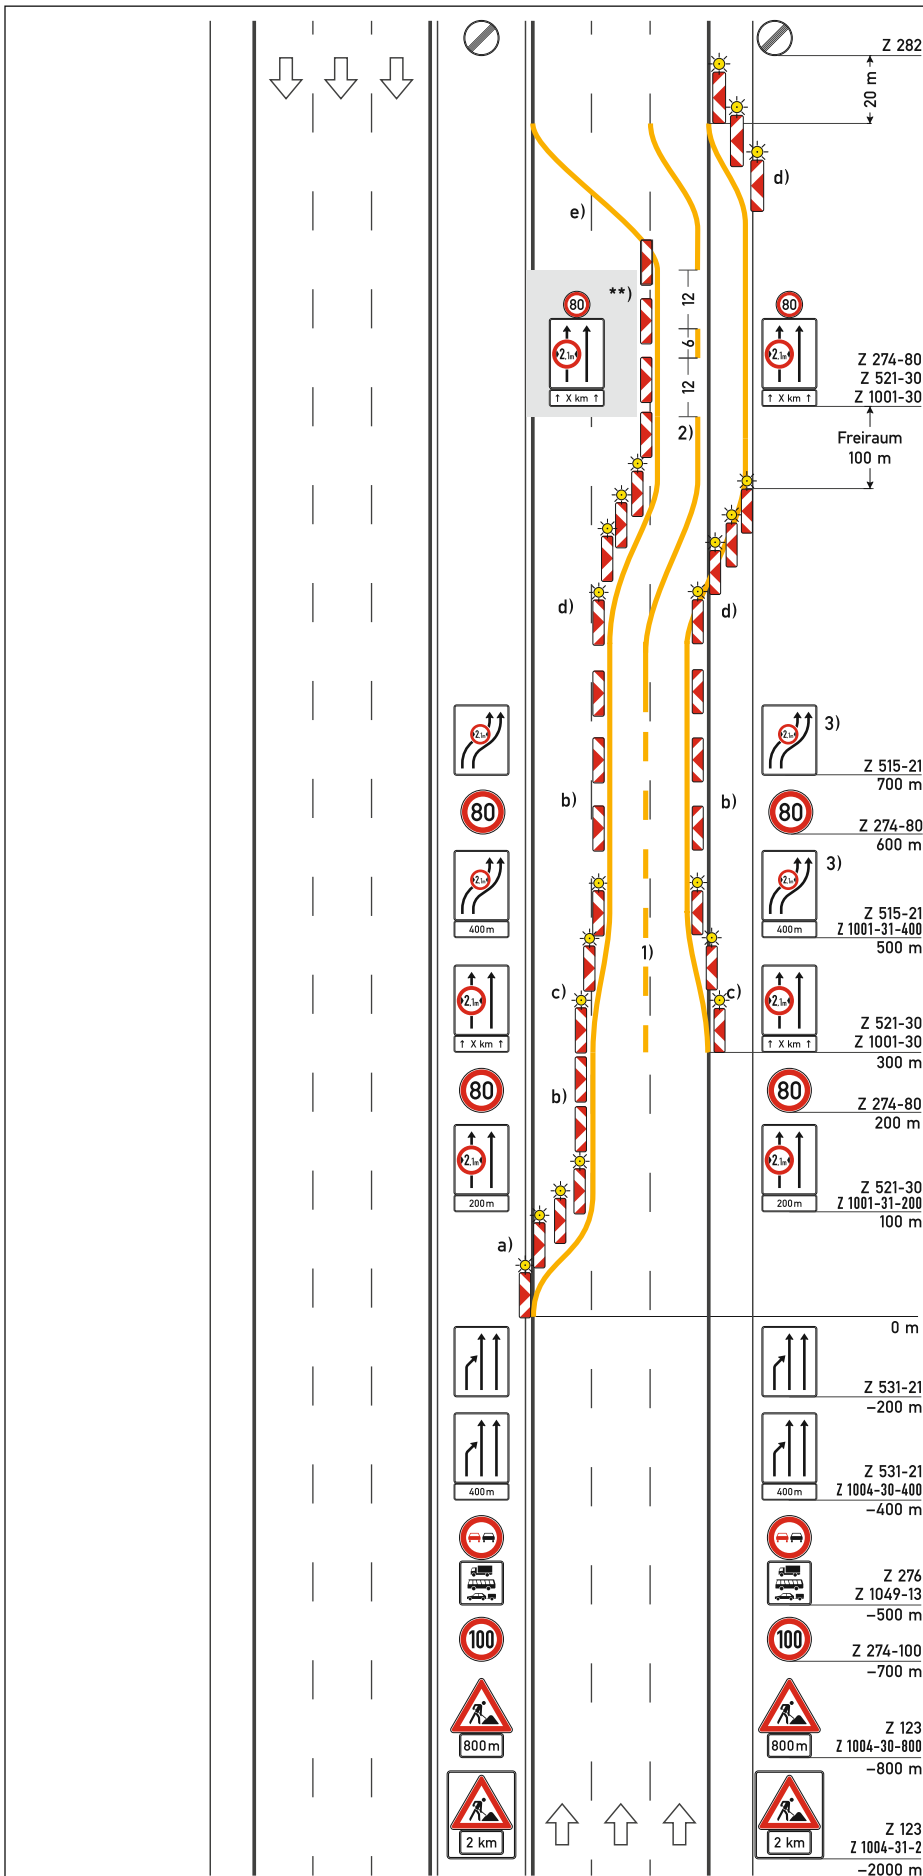 Z 282
20 m
d)
e)
**)
12
80
80
6
2.1m
2.1m
Z 274-80
Z 521-30
↑ X km ↑
↑ X km ↑
Z 1001-30
12
2)
Freiraum
100 m
d)
d)
2.1m
2.1m
3)
Z 515-21
700 m
b)
b)
80
80
Z 274-80
600 m
2.1m
2.1m
3)
Z 515-21
400 m
400 m
Z 1001-31-400
500 m
1)
c)
c)
2.1m
2.1m
Z 521-30
↑ X km ↑
↑ X km ↑
Z 1001-30
300 m
80
b)
80
Z 274-80
200 m
2.1m
2.1m
Z 521-30
200 m
200 m
Z 1001-31-200
100 m
a)
0 m
Z 531-21
-200 m
Z 531-21
400 m
400 m
Z 1004-30-400
-400 m
Z 276
Z 1049-13
-500 m
100
100
Z 274-100
-700 m
Z 123
800 m
800 m
Z 1004-30-800
-800 m
Z 123
2 km
2 km
Z 1004-31-2
-2000 m